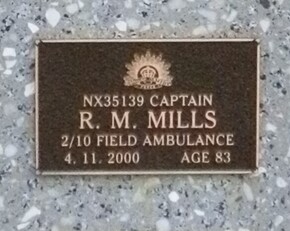 NX35139 CAPTAIN
R. M. MILLS
2/10 FIELD AMBULANCE
4. 11. 2000 AGE 83